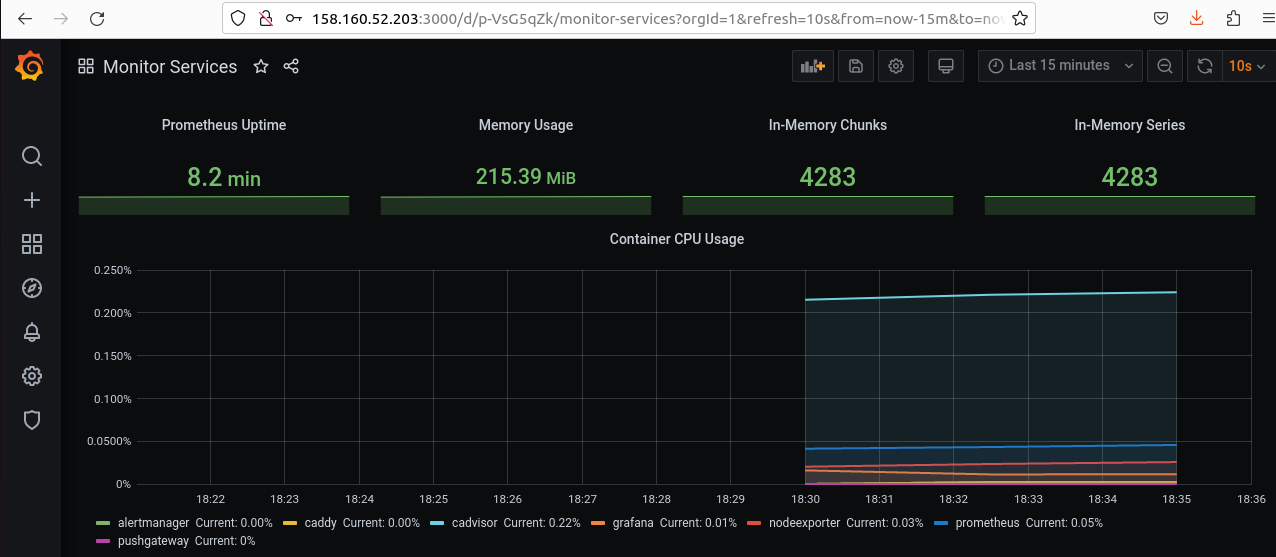 158.160.52.203:3000/d/p-VsG5qZk/monitor-services?orgId=1&refresh=10s&from=now-15m&to=nov
Monitor Services
Last 15 minutes
10s
Prometheus Uptime
Memory Usage
In-Memory Chunks
In-Memory Series
8.2 min
215.39 MiB
4283
4283
Container CPU Usage
0.250%
0.200%
0.150%
0.100%
0.0500%
0%
18:22 18:23 18:24 18:25 18:26 18:27 18:28 18:29 18:30 18:31 18:32 18:33 18:34 18:35 18:36
alertmanager Current: 0.00% caddy Current: 0.00% cadvisor Current: 0.22% grafana Current: 0.01% nodeexporter Current: 0.03% prometheus Current: 0.05%
pushgateway Current: 0%